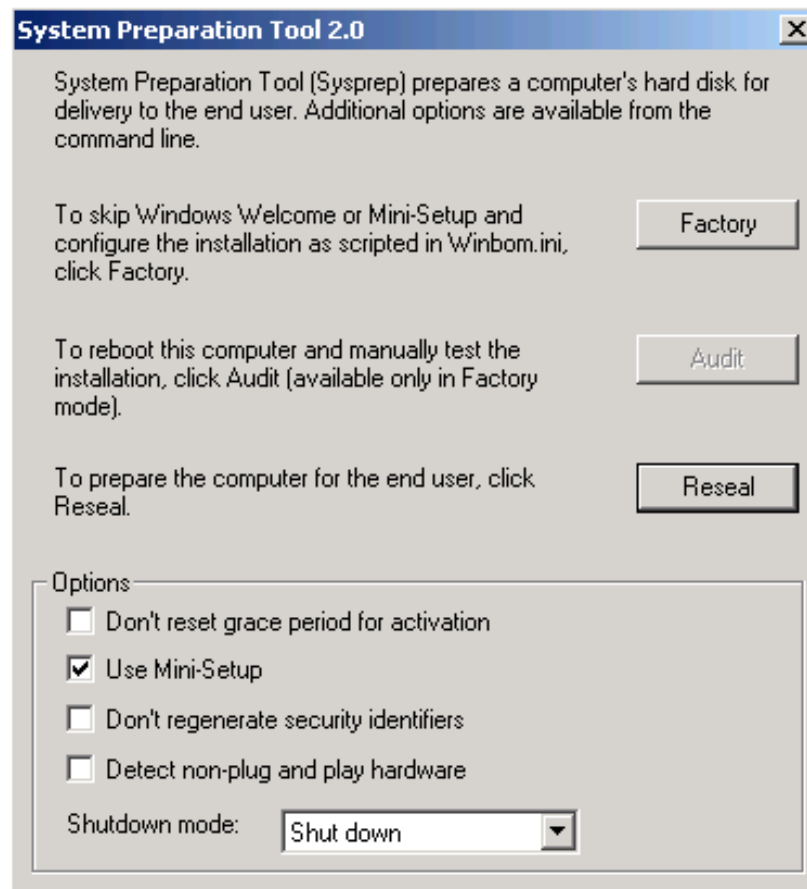 System Preparation Tool 2.0
System Preparation Tool (Sysprep) prepares a computer's hard disk for
delivery to the end user. Additional options are available from the
command line.
To skip Windows Welcome or Mini-Setup and
configure the installation as scripted in Winbom.ini,
click Factory.
Factory
To reboot this computer and manually test the
installation, click Audit (available only in Factory
mode).
Audit
To prepare the computer for the end user, click
Reseal.
Reseal
Options
Don't reset grace period for activation
Use Mini-Setup
Don't regenerate security identifiers
Detect non-plug and play hardware
Shutdown mode:
Shut down